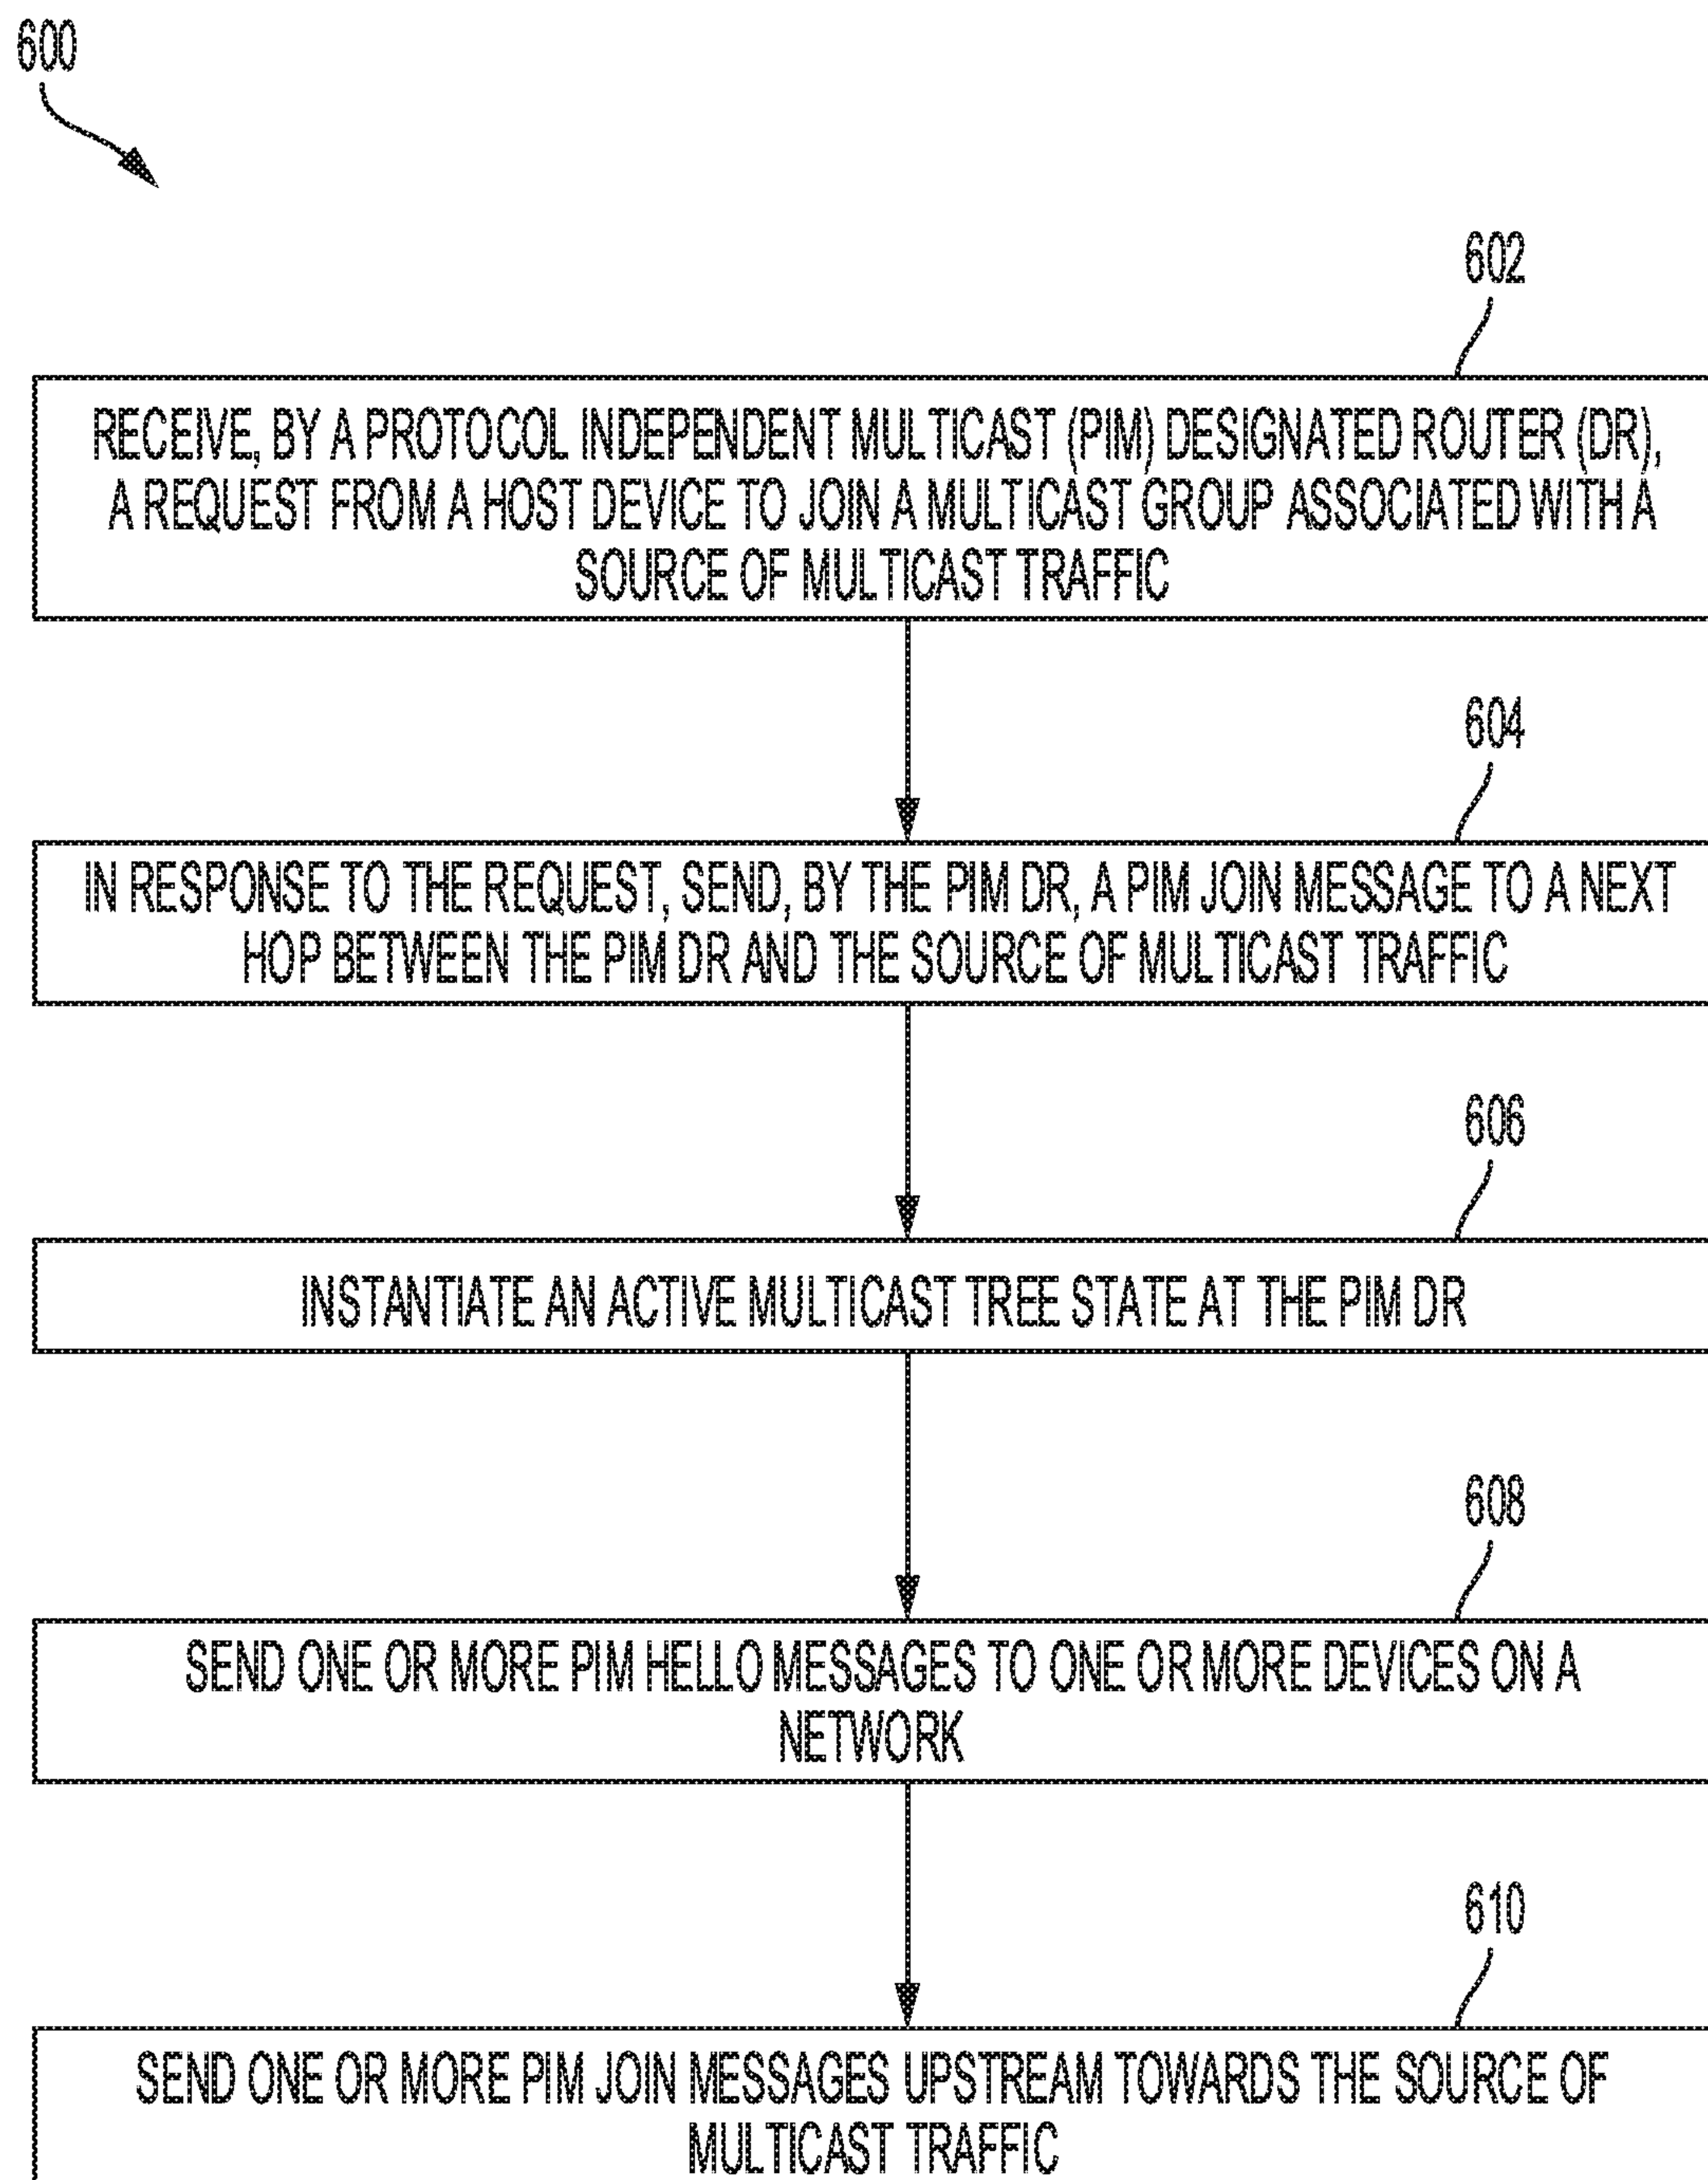 600
602
RECEIVE, BY A PROTOCOL INDEPENDENT MULTICAST (PIM) DESIGNATED ROUTER (DR),
A REQUEST FROM A HOST DEVICE TO JOIN A MULTICAST GROUP ASSOCIATED WITH A
SOURCE OF MULTICAST TRAFFIC
604
IN RESPONSE TO THE REQUEST, SEND, BY THE PIM DR, A PIM JOIN MESSAGE TO A NEXT
HOP BETWEEN THE PIM DR AND THE SOURCE OF MULTICAST TRAFFIC
606
INSTANTIATE AN ACTIVE MULTICAST TREE STATE AT THE PIM DR
608
SEND ONE OR MORE PIM HELLO MESSAGES TO ONE OR MORE DEVICES ON A
NETWORK
610
SEND ONE OR MORE PIM JOIN MESSAGES UPSTREAM TOWARDS THE SOURCE OF
MULTICAST TRAFFIC